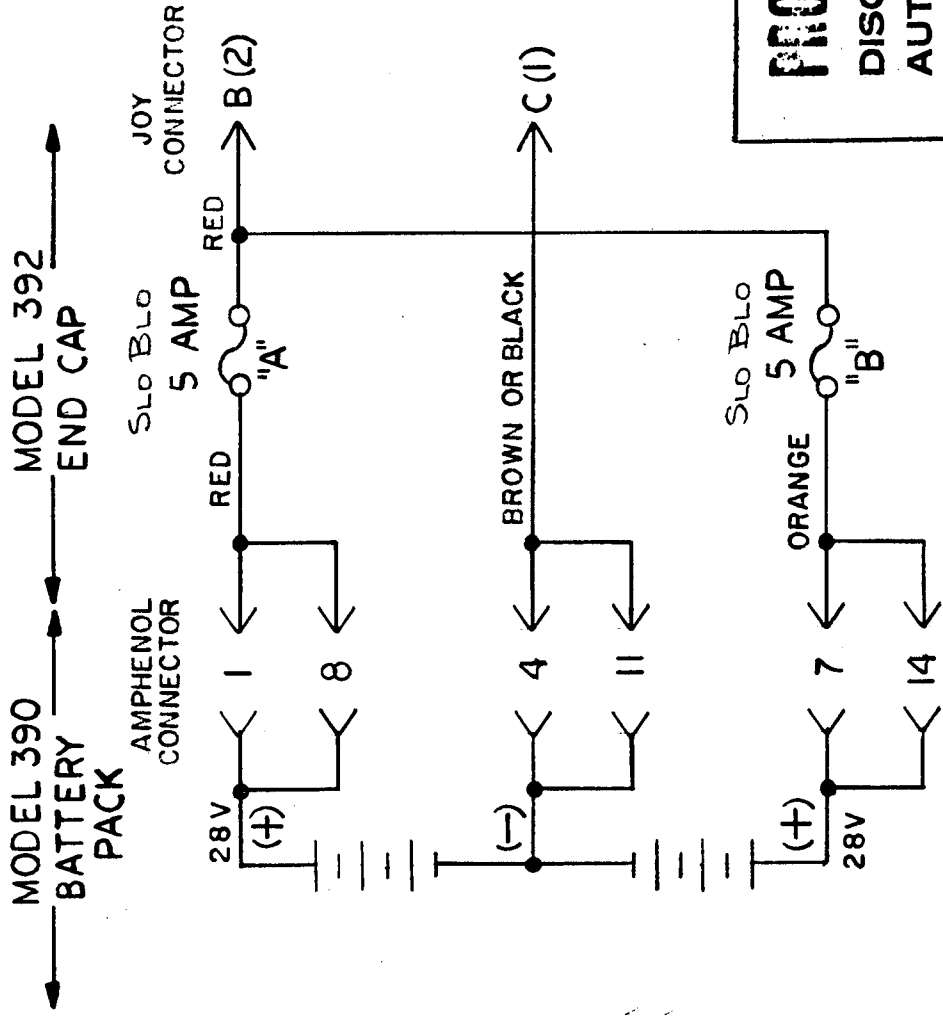 MODEL 390
BATTERY
PACK
MODEL 392
END CAP
AMPHENOL
CONNECTOR
JOY
CONNECTOR
SLO BLO
5 AMP
28V
(+)
1
8
RED
"A"
RED
B (2)
(−)
4
11
BROWN OR BLACK
C (1)
SLO BLO
5 AMP
(+)
28V
7
14
ORANGE
"B"
DISC
AUT